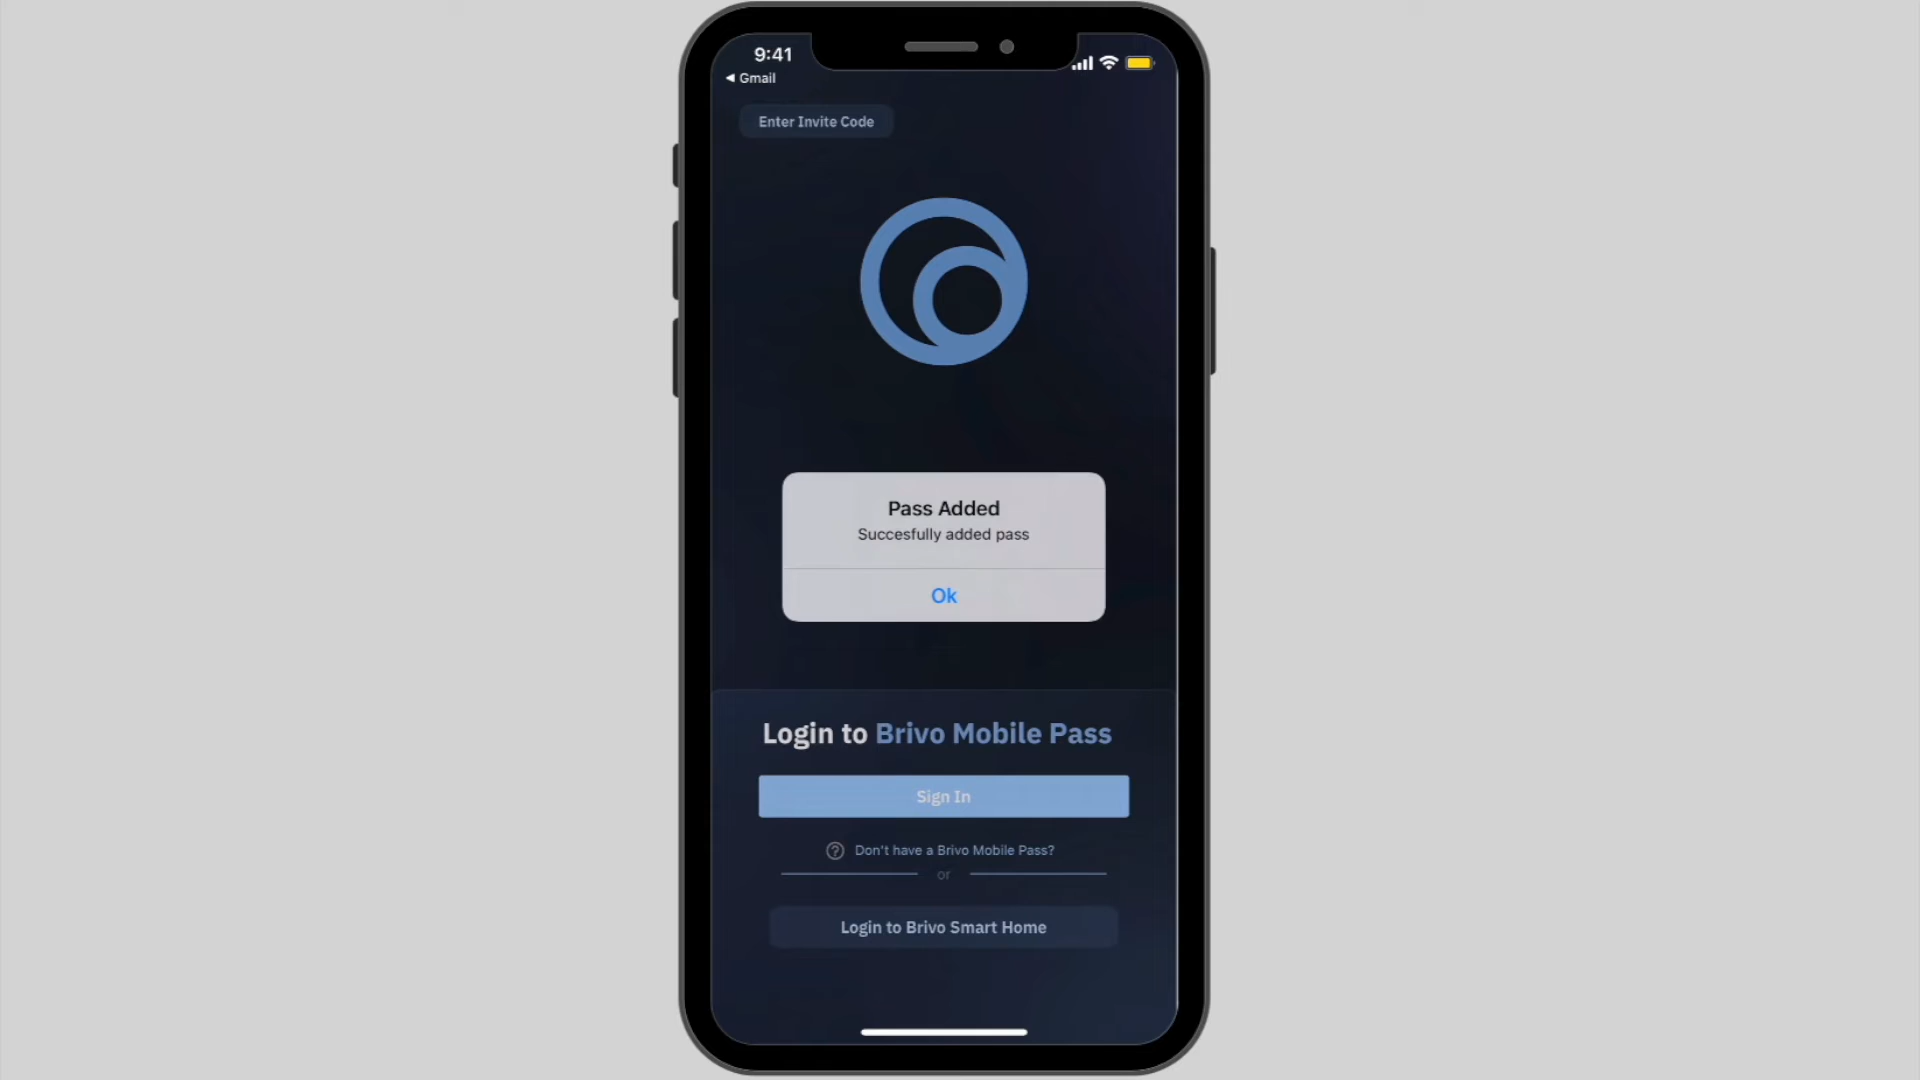 9:41
◀ Gmail
Enter Invite Code
Pass Added
Succesfully added pass
Ok
Login to Brivo Mobile Pass
Sign In
? Don't have a Brivo Mobile Pass?
or
Login to Brivo Smart Home